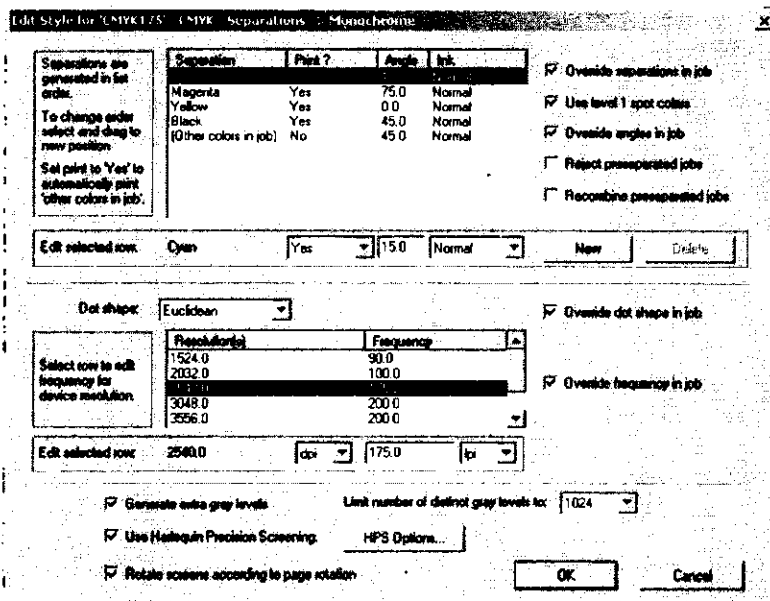 Edit Style for 'CMYK175' CMYK Separations : Monochrome
Separations are generated in list order.
To change order select and drag to new position
Set print to 'Yes' to automatically print 'other colors in job'.
Separation Print ? Angle Ink
Magenta Yes 75.0 Normal
Yellow Yes 0.0 Normal
Black Yes 45.0 Normal
(Other colors in job) No 45.0 Normal
Override separations in job
Use level 1 spot colors
Override angles in job
Reject preseparated jobs
Recombine preseparated jobs
Edit selected row: Cyan Yes 15.0 Normal New Delete
Dot shape: Euclidean
Override dot shape in job
Select row to edit frequency for device resolution.
Resolution(s) Frequency
1524.0 90.0
2032.0 100.0
3048.0 200.0
3556.0 200.0
Override frequency in job
Edit selected row: 2540.0 dpi 175.0 lpi
Generate extra gray levels
Limit number of distinct gray levels to: 1024
Use Harlequin Precision Screening: HPS Options...
Rotate screens according to page rotation
OK Cancel